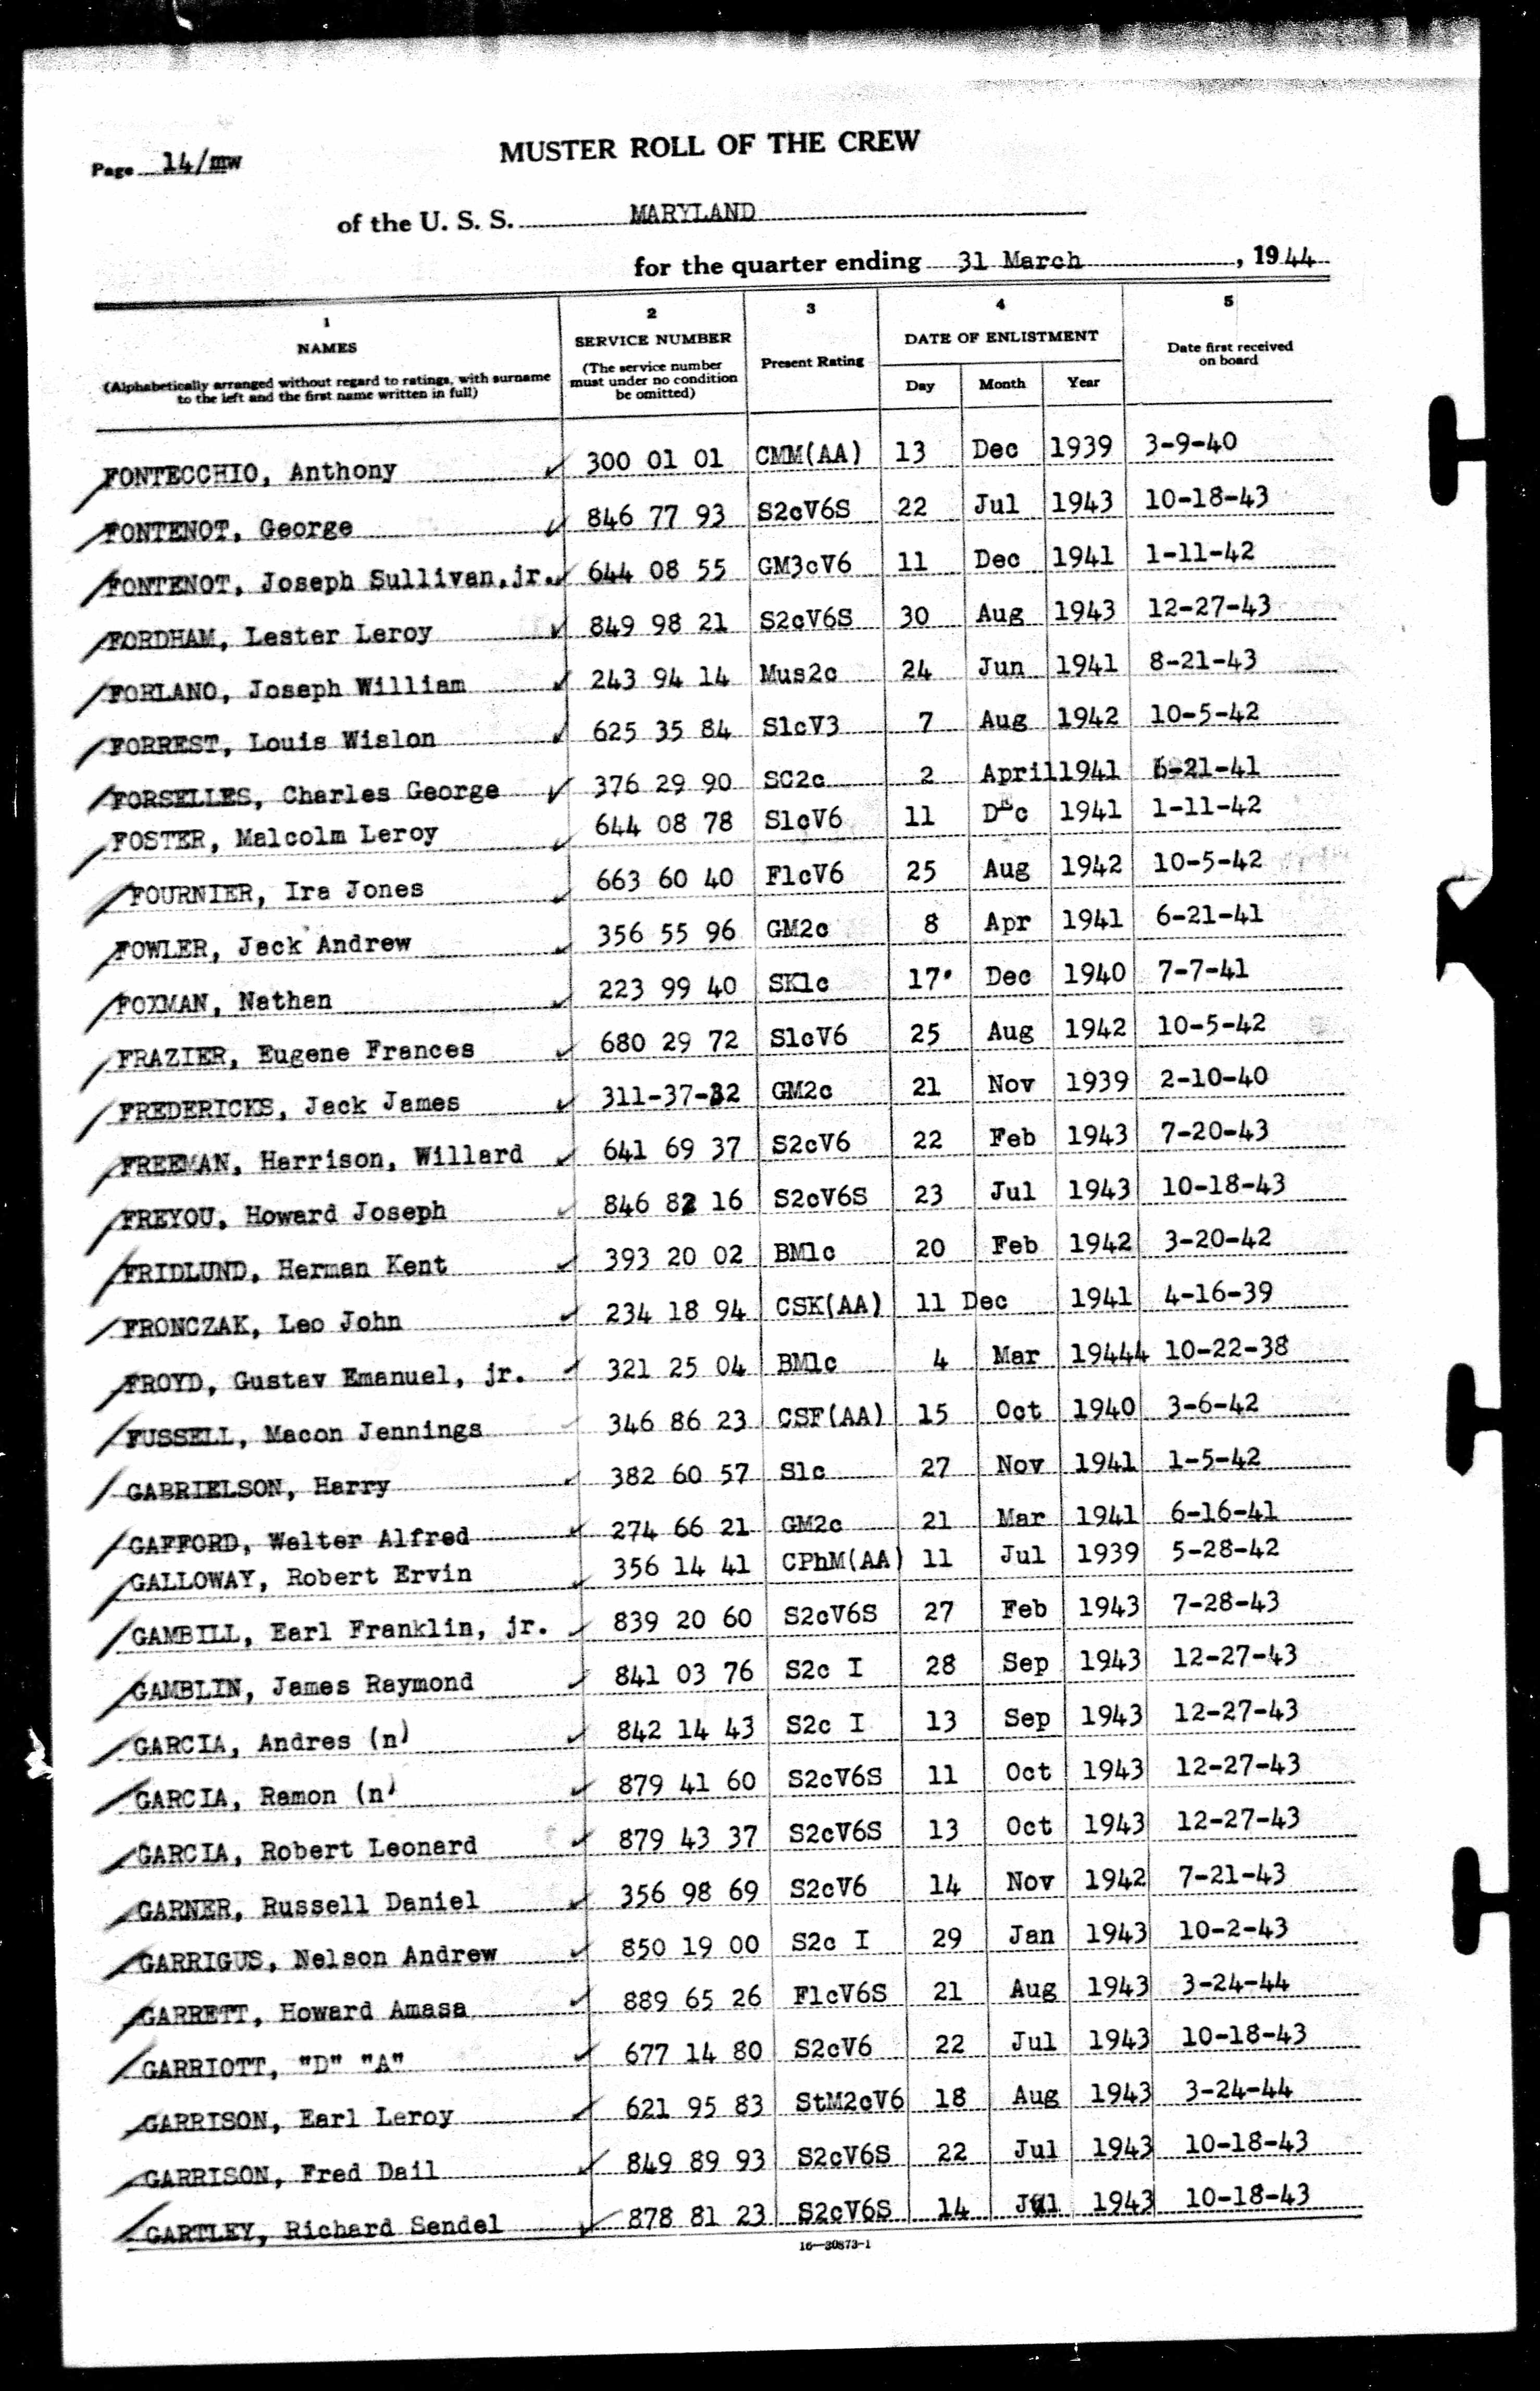 Page 14/mw
MUSTER ROLL OF THE CREW
of the U. S. S. MARYLAND
for the quarter ending 31 March, 1944
1 2 3 4 5
NAMES SERVICE NUMBER Present Rating DATE OF ENLISTMENT Date first received on board
(Alphabetically arranged without regard to ratings, with surname to the left and the first name written in full) (The service number must under no condition be omitted) Day Month Year
FONTECCHIO, Anthony 300 01 01 CMM(AA) 13 Dec 1939 3-9-40
FONTENOT, George 846 77 93 S2cV6S 22 Jul 1943 10-18-43
FONTENOT, Joseph Sullivan,jr. 644 08 55 GM3cV6 11 Dec 1941 1-11-42
FORDHAM, Lester Leroy 849 98 21 S2cV6S 30 Aug 1943 12-27-43
FORLANO, Joseph William 243 94 14 Mus2c 24 Jun 1941 8-21-43
FORREST, Louis Wislon 625 35 84 S1cV3 7 Aug 1942 10-5-42
FORSELLES, Charles George 376 29 90 SC2c 2 April 1941 6-21-41
FOSTER, Malcolm Leroy 644 08 78 S1cV6 11 Dec 1941 1-11-42
FOURNIER, Ira Jones 663 60 40 F1cV6 25 Aug 1942 10-5-42
FOWLER, Jack Andrew 356 55 96 GM2c 8 Apr 1941 6-21-41
FOXMAN, Nathan 223 99 40 SK1c 17 Dec 1940 7-7-41
FRAZIER, Eugene Frances 680 29 72 S1cV6 25 Aug 1942 10-5-42
FREDERICKS, Jack James 311-37-32 GM2c 21 Nov 1939 2-10-40
FREEMAN, Harrison, Willard 641 69 37 S2cV6 22 Feb 1943 7-20-43
FREYOU, Howard Joseph 846 82 16 S2cV6S 23 Jul 1943 10-18-43
FRIDLUND, Herman Kent 393 20 02 BM1c 20 Feb 1942 3-20-42
FRONCZAK, Leo John 234 18 94 CSK(AA) 11 Dec 1941 4-16-39
FROYD, Gustav Emanuel, jr. 321 25 04 BM1c 4 Mar 19444 10-22-38
FUSSELL, Macon Jennings 346 86 23 CSF(AA) 15 Oct 1940 3-6-42
GABRIELSON, Harry 382 60 57 S1c 27 Nov 1941 1-5-42
GAFFORD, Walter Alfred 274 66 21 GM2c 21 Mar 1941 6-16-41
GALLOWAY, Robert Ervin 356 14 41 CPhM(AA) 11 Jul 1939 5-28-42
GAMBILL, Earl Franklin, jr. 839 20 60 S2cV6S 27 Feb 1943 7-28-43
GAMBLIN, James Raymond 841 03 76 S2c I 28 Sep 1943 12-27-43
GARCIA, Andres (n) 842 14 43 S2c I 13 Sep 1943 12-27-43
GARCIA, Ramon (n) 879 41 60 S2cV6S 11 Oct 1943 12-27-43
GARCIA, Robert Leonard 879 43 37 S2cV6S 13 Oct 1943 12-27-43
GARNER, Russell Daniel 356 98 69 S2cV6 14 Nov 1942 7-21-43
GARRIGUS, Nelson Andrew 850 19 00 S2c I 29 Jan 1943 10-2-43
GARRETT, Howard Amasa 889 65 26 F1cV6S 21 Aug 1943 3-24-44
GARRIOTT, "D" "A" 677 14 80 S2cV6 22 Jul 1943 10-18-43
GARRISON, Earl Leroy 621 95 83 StM2cV6 18 Aug 1943 3-24-44
GARRISON, Fred Dail 849 89 93 S2cV6S 22 Jul 1943 10-18-43
GARTLEY, Richard Sendel 878 81 23 S2cV6S 14 Jul 1943 10-18-43
16—30873-1